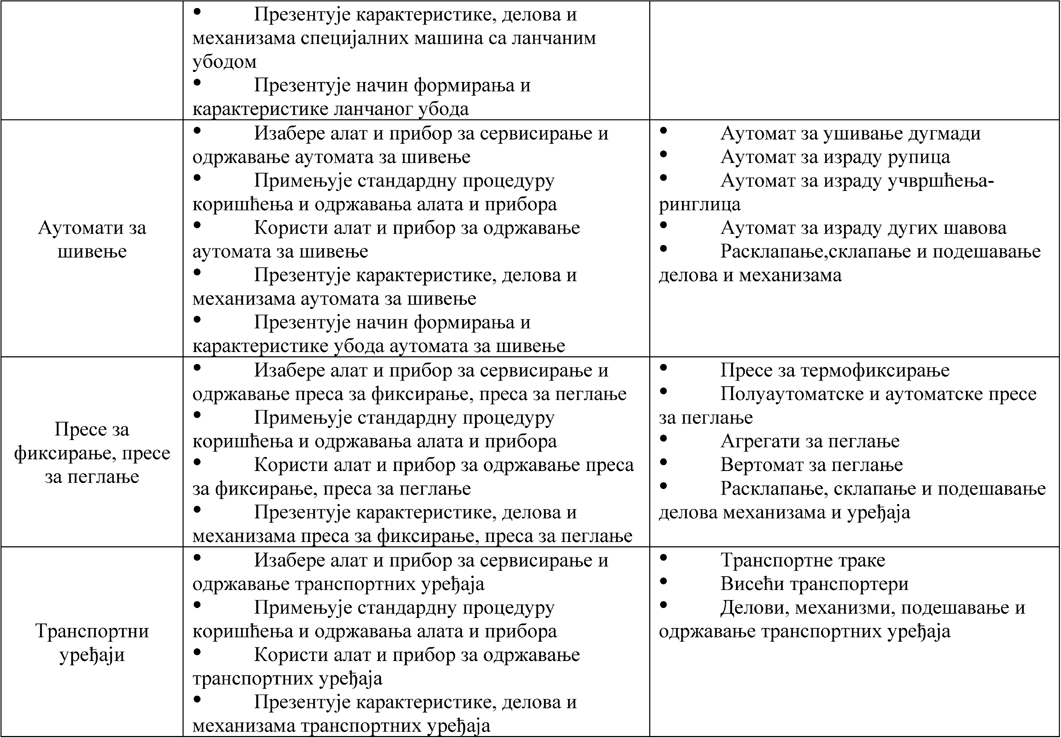 • Презентује карактеристике, делова и
механизама специјалних машина са ланчаним
убодом
• Презентује начин формирања и
карактеристике ланчаног убода
Аутомати за
шивење
• Изабере алат и прибор за сервисирање и
одржавање аутомата за шивење
• Примењује стандардну процедуру
коришћења и одржавања алата и прибора
• Користи алат и прибор за одржавање
аутомата за шивење
• Презентује карактеристике, делова и
механизама аутомата за шивење
• Презентује начин формирања и
карактеристике убода аутомата за шивење
• Аутомат за ушивање дугмади
• Аутомат за израду рупица
• Аутомат за израду учвршћења-
ринглица
• Аутомат за израду дугих шавова
• Расклапање,склапање и подешавање
делова и механизама
Пресе за
фиксирање, пресе
за пеглање
• Изабере алат и прибор за сервисирање и
одржавање преса за фиксирање, преса за пеглање
• Примењује стандардну процедуру
коришћења и одржавања алата и прибора
• Користи алат и прибор за одржавање преса
за фиксирање, преса за пеглање
• Презентује карактеристике, делова и
механизама преса за фиксирање, преса за пеглање
• Пресе за термофиксирање
• Полуаутоматске и аутоматске пресе
за пеглање
• Агрегати за пеглање
• Вертомат за пеглање
• Расклапање, склапање и подешавање
делова механизама и уређаја
Транспортни
уређаји
• Изабере алат и прибор за сервисирање и
одржавање транспортних уређаја
• Примењује стандардну процедуру
коришћења и одржавања алата и прибора
• Користи алат и прибор за одржавање
транспортних уређаја
• Презентује карактеристике, делова и
механизама транспортних уређаја
• Транспортне траке
• Висећи транспортери
• Делови, механизми, подешавање и
одржавање транспортних уређаја